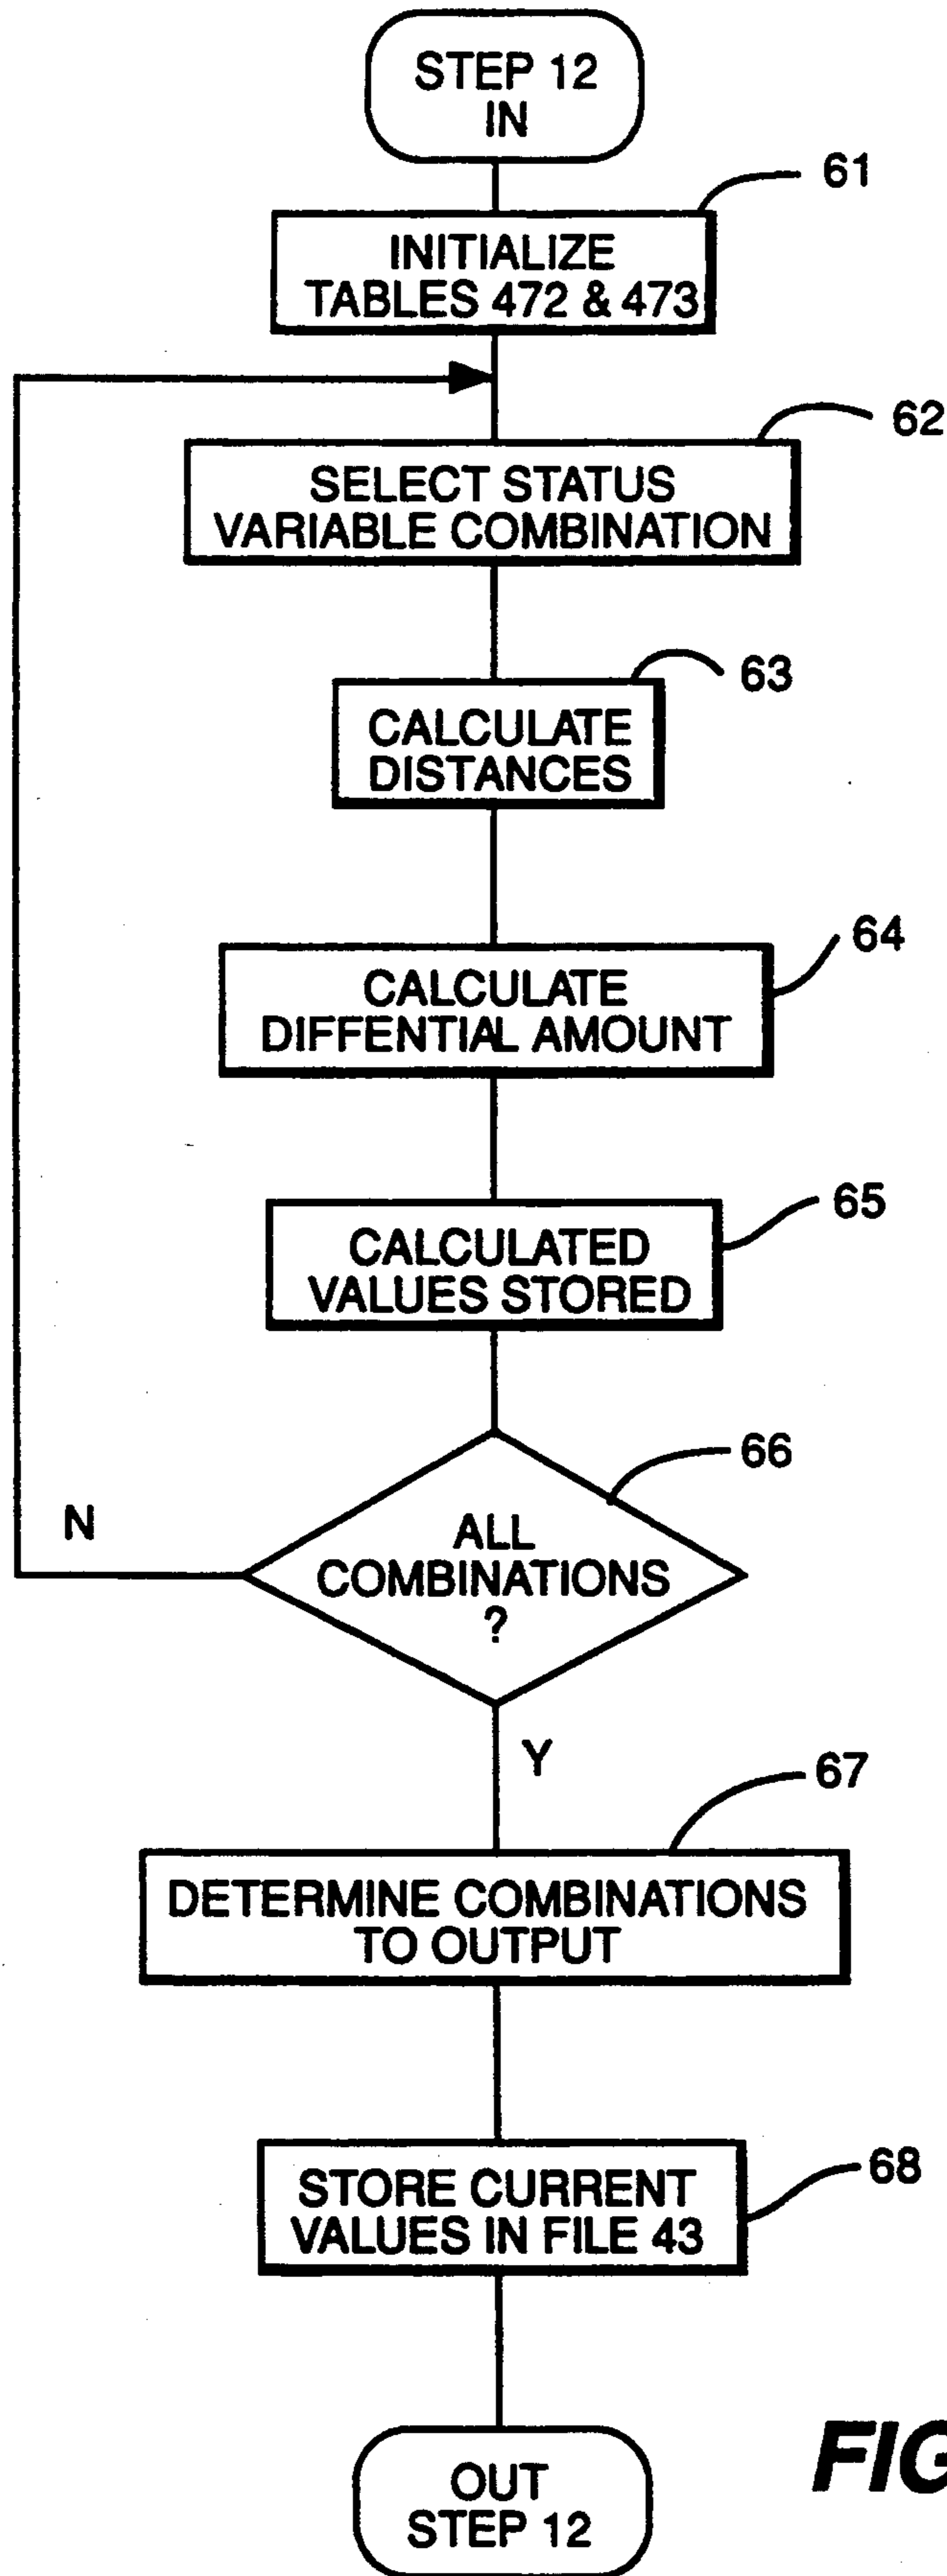 STEP 12
IN
61
INITIALIZE
TABLES 472 & 473
62
SELECT STATUS
VARIABLE COMBINATION
63
CALCULATE
DISTANCES
64
CALCULATE
DIFFENTIAL AMOUNT
65
CALCULATED
VALUES STORED
66
N
ALL
COMBINATIONS
?
Y
67
DETERMINE COMBINATIONS
TO OUTPUT
68
STORE CURRENT
VALUES IN FILE 43
FIG
OUT
STEP 12